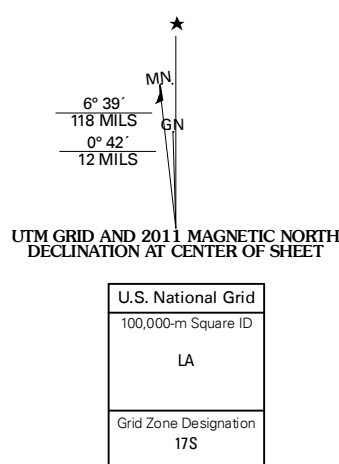 MN
GN
6° 39´
118 MILS
0° 42´
12 MILS
UTM GRID AND 2011 MAGNETIC NORTH
DECLINATION AT CENTER OF SHEET
U.S. National Grid
100,000-m Square ID
LA
Grid Zone Designation
17S